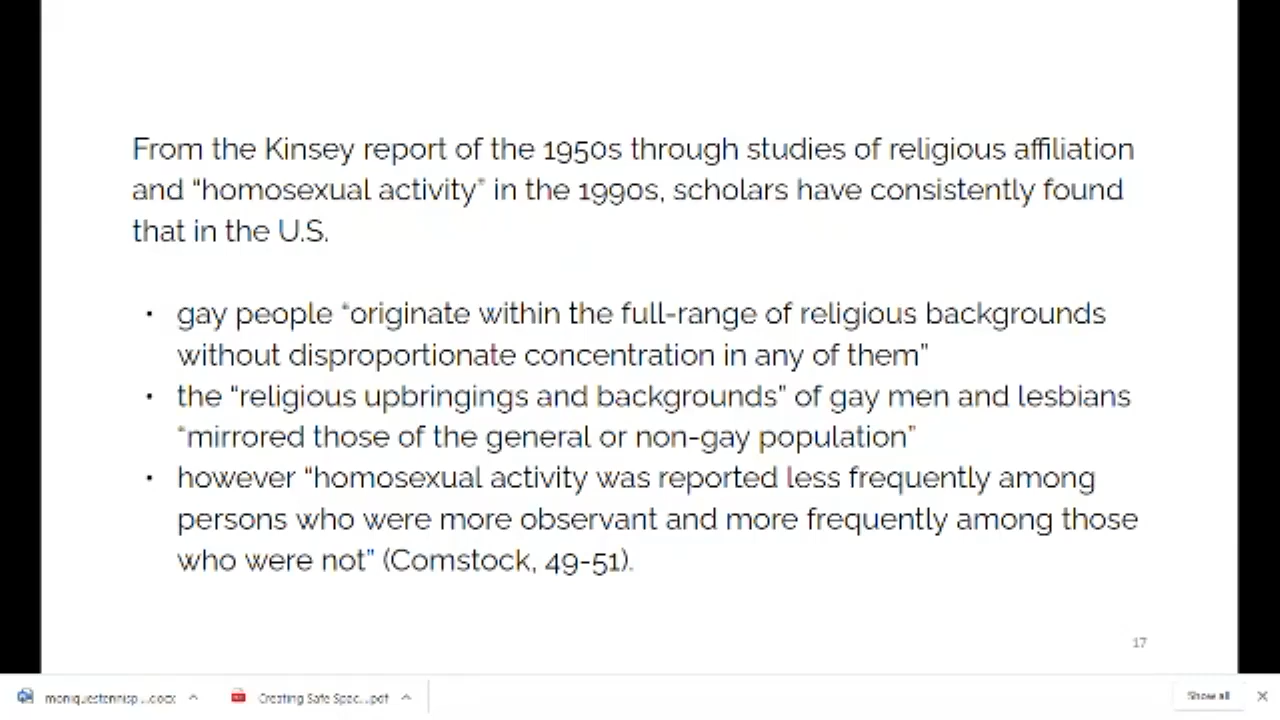 From the Kinsey report of the 1950s through studies of religious affiliation
and “homosexual activity” in the 1990s, scholars have consistently found
that in the U.S.
• gay people “originate within the full-range of religious backgrounds
without disproportionate concentration in any of them”
• the “religious upbringings and backgrounds” of gay men and lesbians
“mirrored those of the general or non-gay population”
• however “homosexual activity was reported less frequently among
persons who were more observant and more frequently among those
who were not” (Comstock, 49-51).
17
moniquestennisp....docx
Creating Safe Spac....pdf
Show all